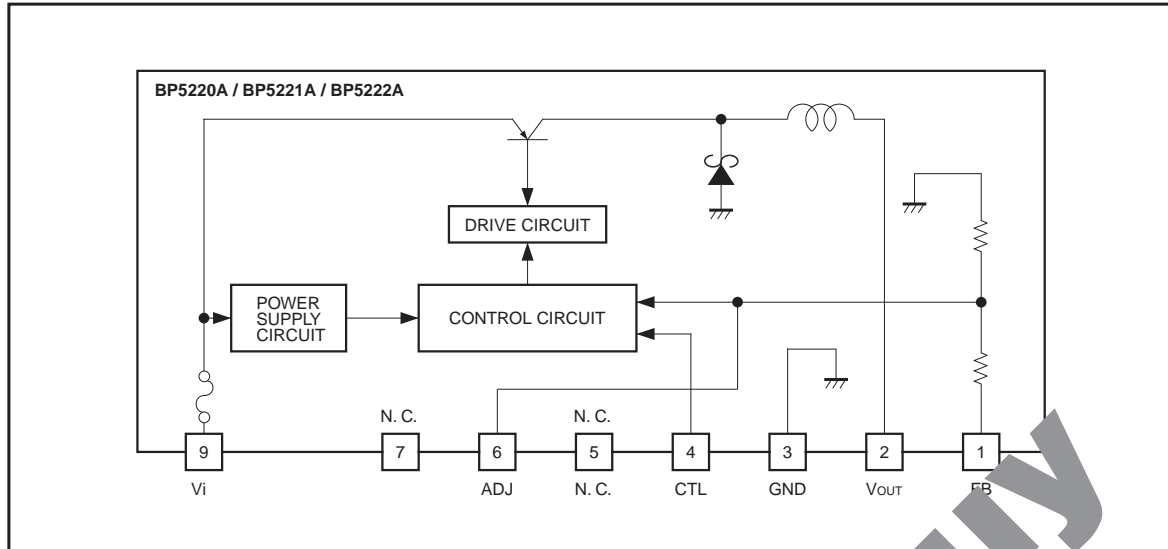 BP5220A / BP5221A / BP5222A
DRIVE CIRCUIT
POWER
SUPPLY
CIRCUIT
CONTROL CIRCUIT
N. C.
N. C.
9
7
6
5
4
3
2
1
Vi
ADJ
N. C.
CTL
GND
VOUT